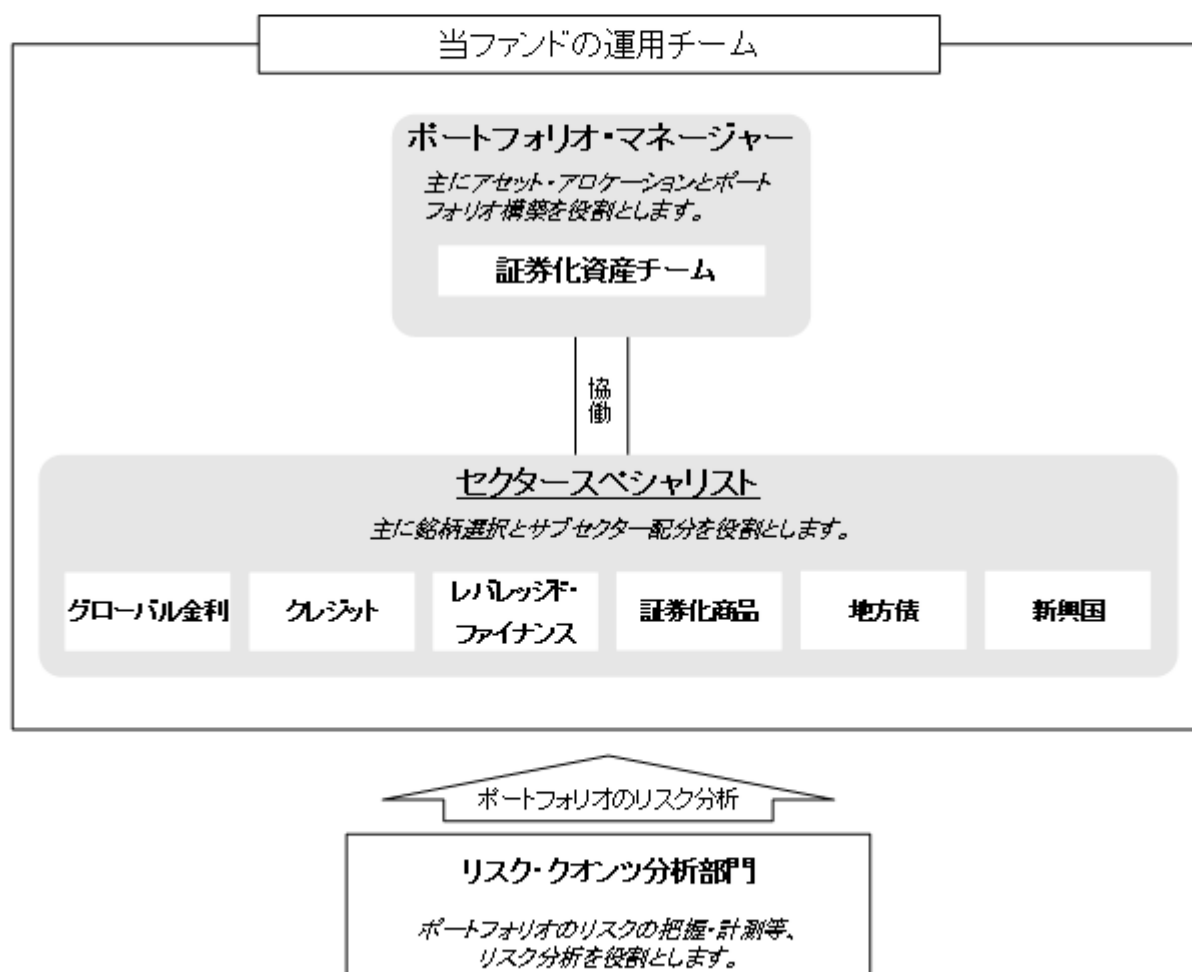 当ファンドの運用チーム
ポートフォリオ・マネージャー
主にアセット・アロケーションとポート
フォリオ構築を役割とします。
証券化資産チーム
協
働
セクタースペシャリスト
主に銘柄選択とサブセクター配分を役割とします。
グローバル金利
クレジット
レバレッジド・
ファイナンス
証券化商品
地方債
新興国
ポートフォリオのリスク分析
リスク・クオンツ分析部門
ポートフォリオのリスクの把握・計測等、
リスク分析を役割とします。